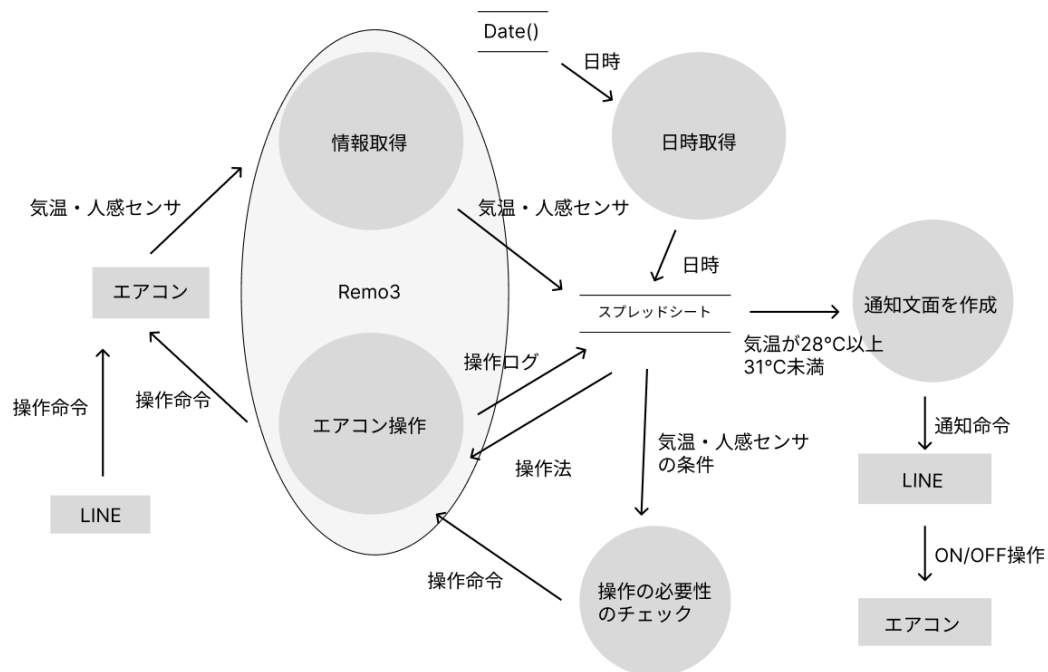 Date()
日時
情報取得
日時取得
気温・人感センサ
気温・人感センサ
日時
エアコン
Remo3
スプレッドシート
通知文面を作成
気温が28°C以上
31°C未満
操作ログ
操作命令
操作命令
エアコン操作
通知命令
気温・人感センサ
の条件
操作法
LINE
LINE
ON/OFF操作
操作命令
操作の必要性
のチェック
エアコン